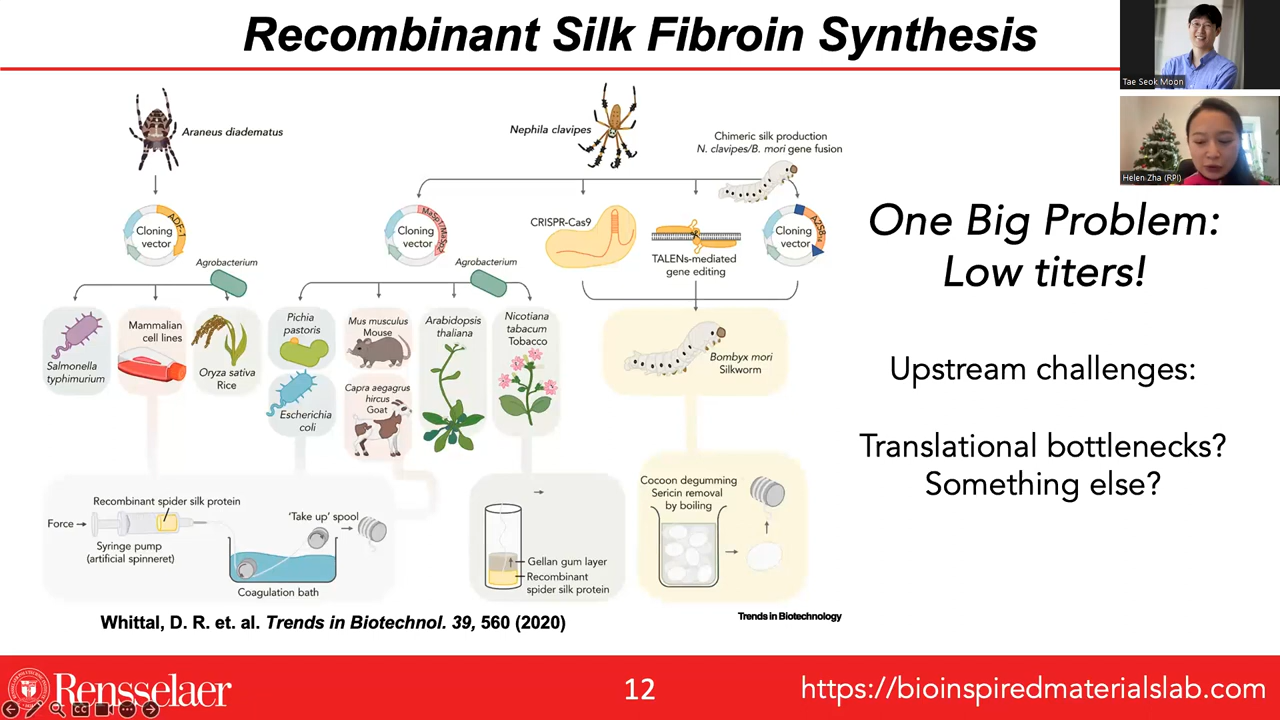 Recombinant Silk Fibroin Synthesis
Tae Seok Moon
Helen Zha (RPI)
Araneus diadematus
Nephila clavipes
Chimeric silk production
N. clavipes/B. mori gene fusion
ADF-1
Cloning
vector
Cloning
vector
CRISPR-Cas9
TALENs-mediated
gene editing
Cloning
vector
Agrobacterium
Agrobacterium
Salmonella
typhimurium
Mammalian
cell lines
Oryza sativa
Rice
Pichia
pastoris
Escherichia
coli
Mus musculus
Mouse
Capra aegagrus
hircus
Goat
Arabidopsis
thaliana
Nicotiana
tabacum
Tobacco
Bombyx mori
Silkworm
One Big Problem:
Low titers!
Upstream challenges:
Translational bottlenecks?
Something else?
Recombinant spider silk protein
Force
Syringe pump
(artificial spinneret)
'Take up' spool
Coagulation bath
Gellan gum layer
Recombinant
spider silk protein
Cocoon degumming
Sericin removal
by boiling
Trends in Biotechnology
Whittal, D. R. et. al. Trends in Biotechnol. 39, 560 (2020)
Rensselaer
12
https://bioinspiredmaterialslab.com